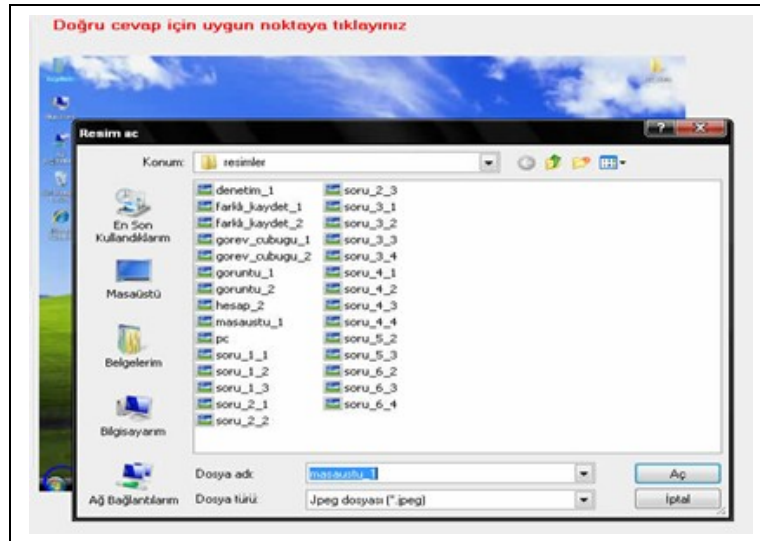 Doğru cevap için uygun noktaya tıklayınız
Resim ac
Konum: resimler
En Son Kullandıklarım
Masaüstü
Belgelerim
Bilgisayarım
Ağ Bağlantılarım
denetim_1
farklı_kaydet_1
farklı_kaydet_2
gorev_cubugu_1
gorev_cubugu_2
goruntu_1
goruntu_2
hesap_2
masaustu_1
pc
soru_1_1
soru_1_2
soru_1_3
soru_2_1
soru_2_2
soru_2_3
soru_3_1
soru_3_2
soru_3_3
soru_3_4
soru_4_1
soru_4_2
soru_4_3
soru_4_4
soru_5_2
soru_5_3
soru_6_2
soru_6_3
soru_6_4
Dosya adı: masaustu_1 Aç
Dosya türü: Jpeg dosyası (*.jpeg) İptal